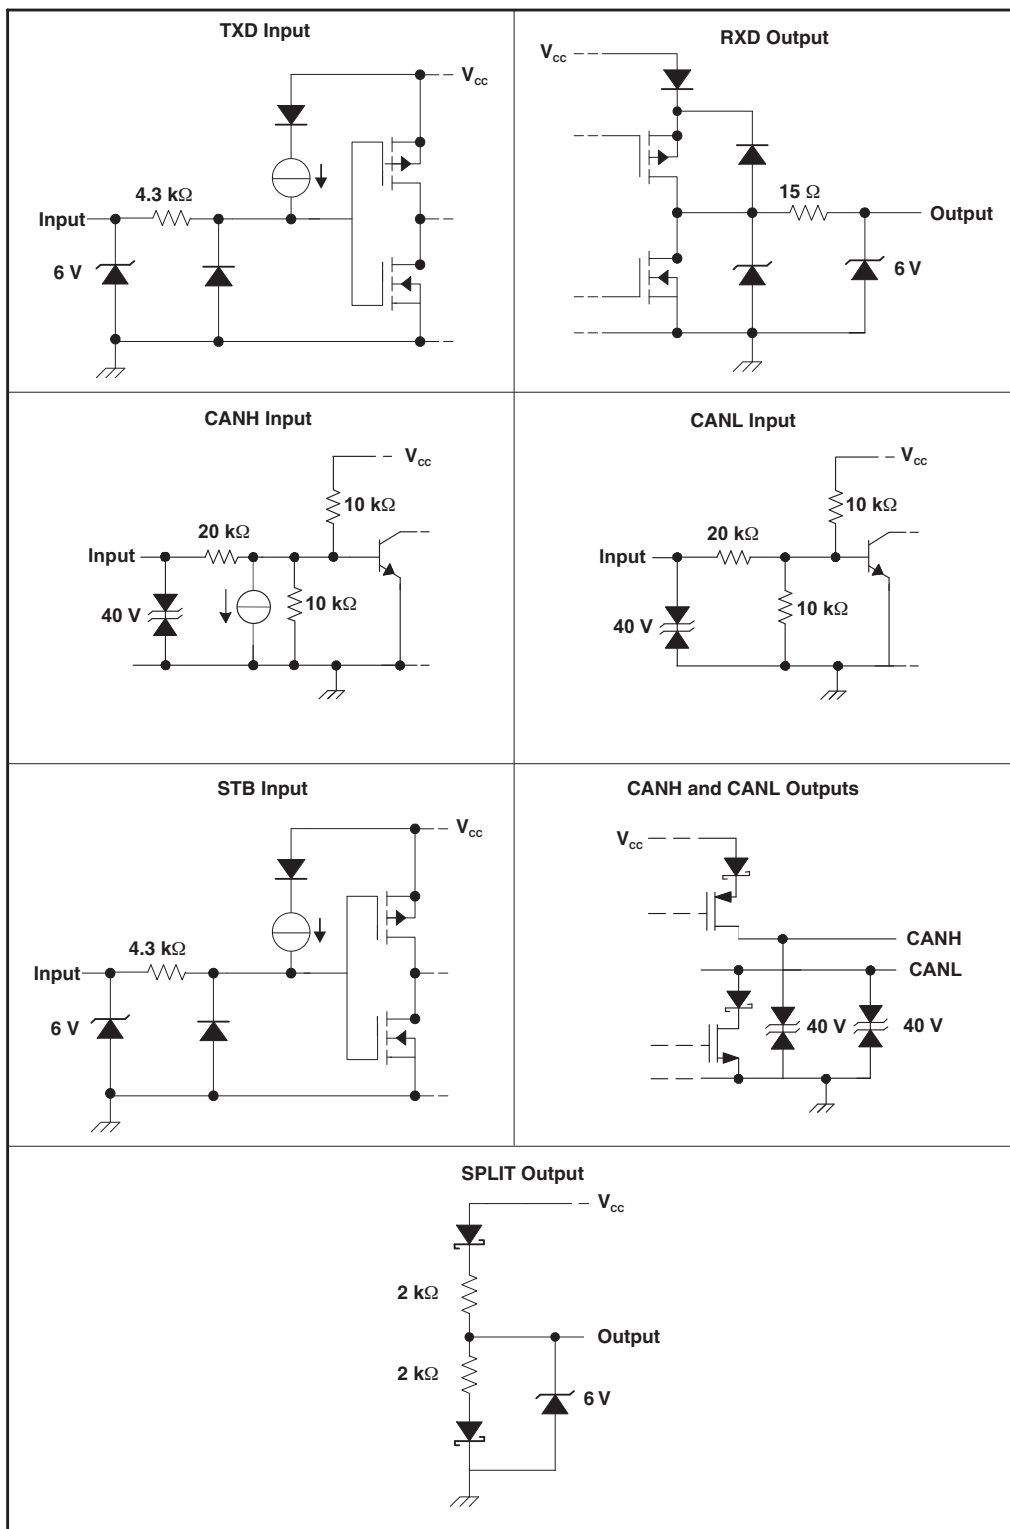 TXD Input
V_CC
4.3 kΩ
Input
6 V
RXD Output
V_CC
15 Ω
Output
6 V
CANH Input
V_CC
10 kΩ
20 kΩ
Input
10 kΩ
40 V
CANL Input
V_CC
10 kΩ
20 kΩ
Input
10 kΩ
40 V
STB Input
V_CC
4.3 kΩ
Input
6 V
CANH and CANL Outputs
V_CC
CANH
CANL
40 V
40 V
SPLIT Output
V_CC
2 kΩ
Output
2 kΩ
6 V